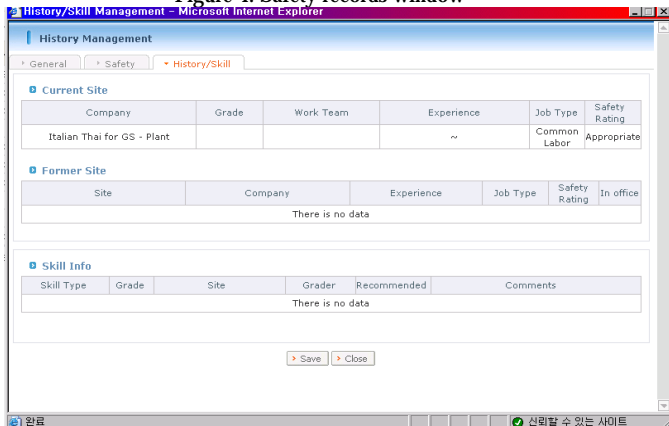 Figure 4. Safety records window
History/Skill Management - Microsoft Internet Explorer
History Management
General Safety History/Skill
Current Site
Company Grade Work Team Experience Job Type Safety Rating
Italian Thai for GS - Plant ~ Common Labor Appropriate
Former Site
Site Company Experience Job Type Safety Rating In office
There is no data
Skill Info
Skill Type Grade Site Grader Recommended Comments
There is no data
Save Close
완료 신뢰할 수 있는 사이트